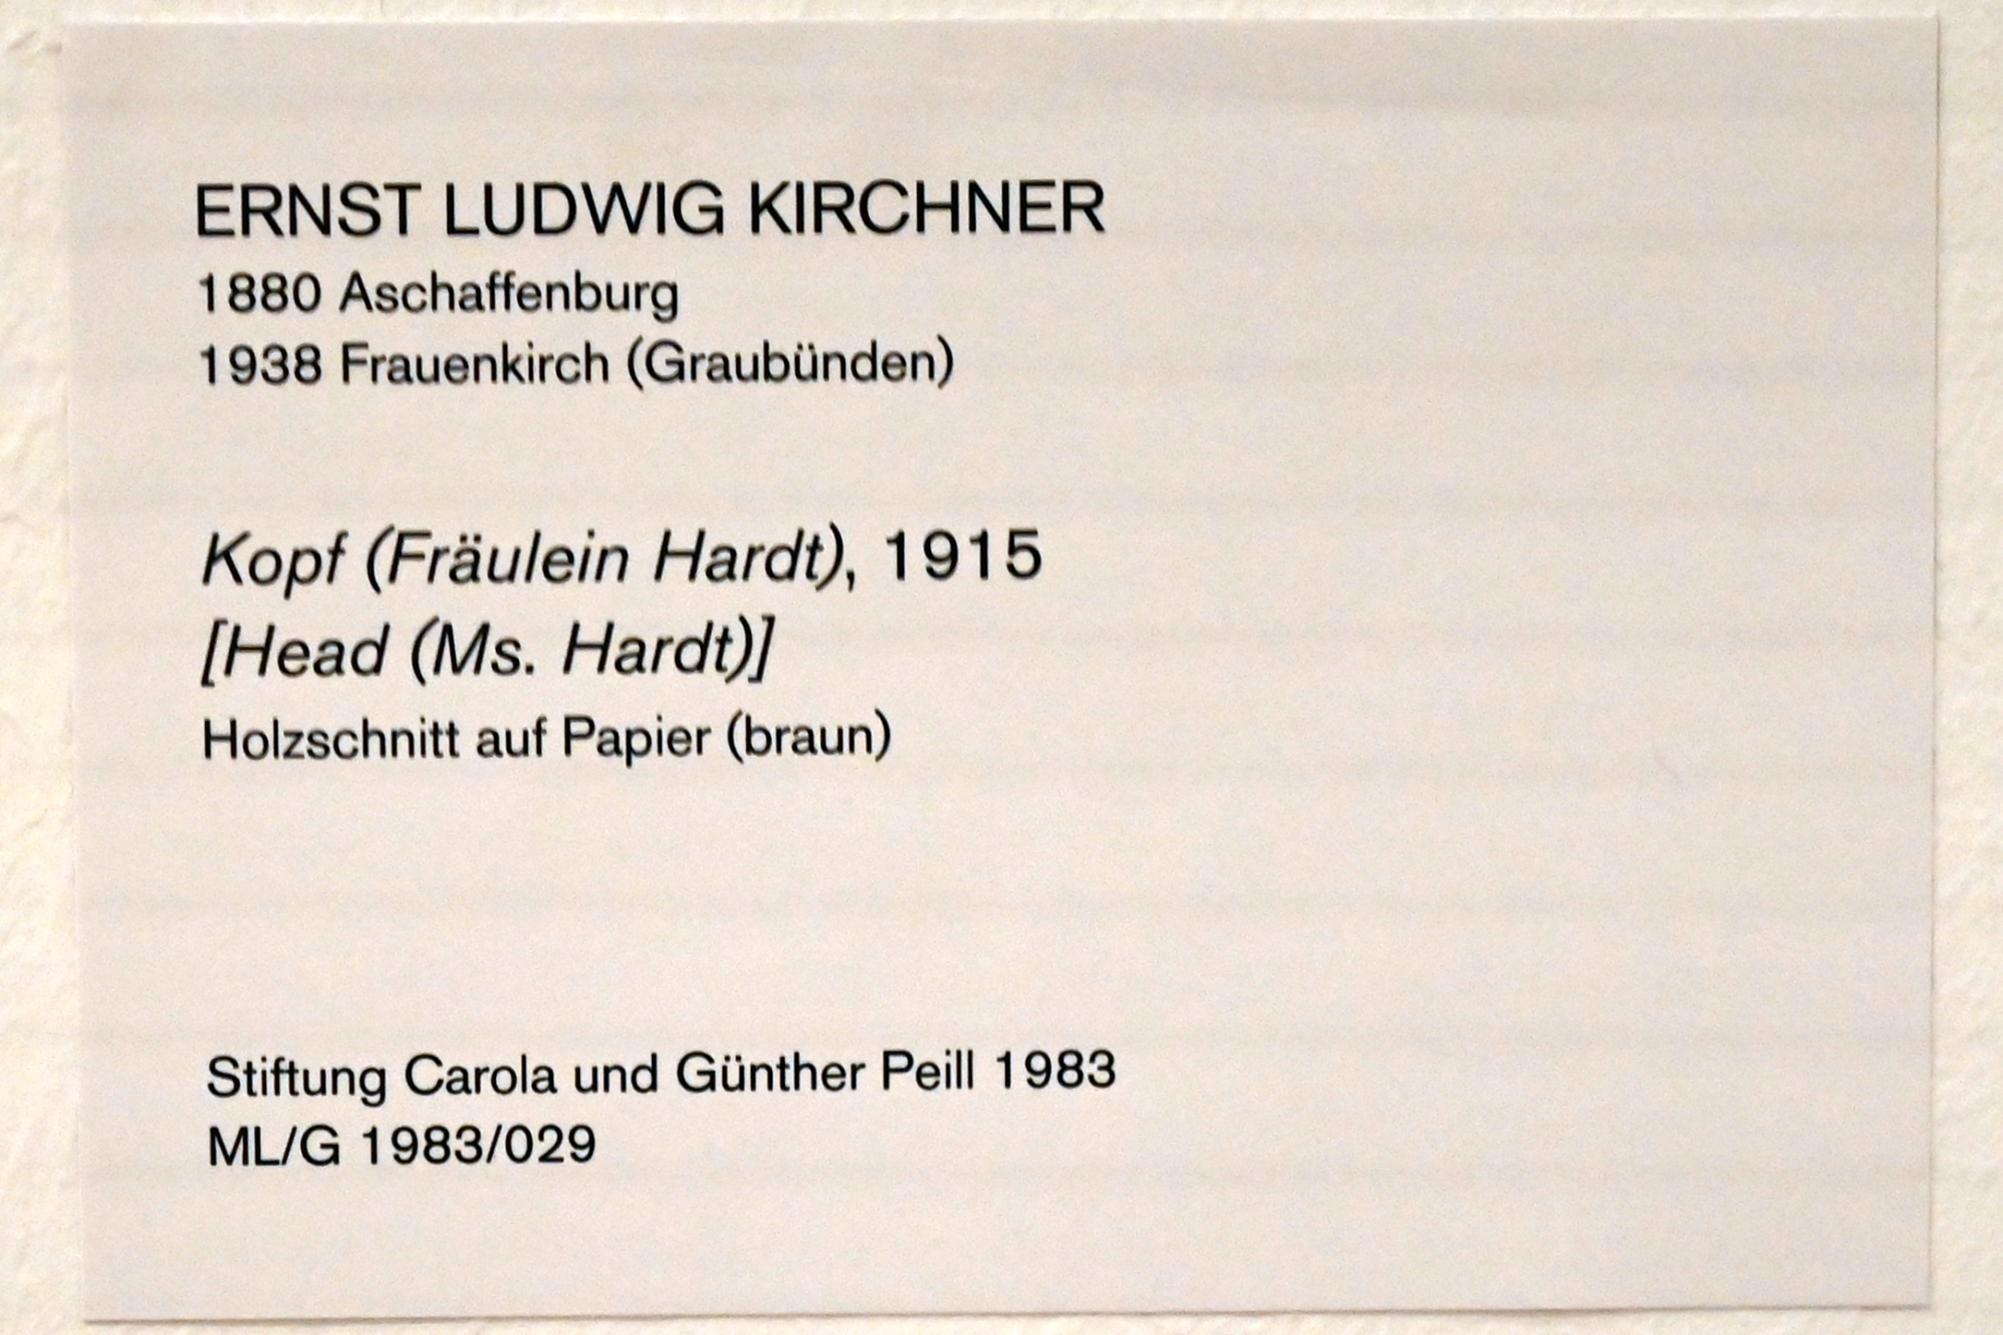 ERNST LUDWIG KIRCHNER
1880 Aschaffenburg
1938 Frauenkirch (Graubünden)
Kopf (Fräulein Hardt), 1915
[Head (Ms. Hardt)]
Holzschnitt auf Papier (braun)
Stiftung Carola und Günther Peill 1983
ML/G 1983/029